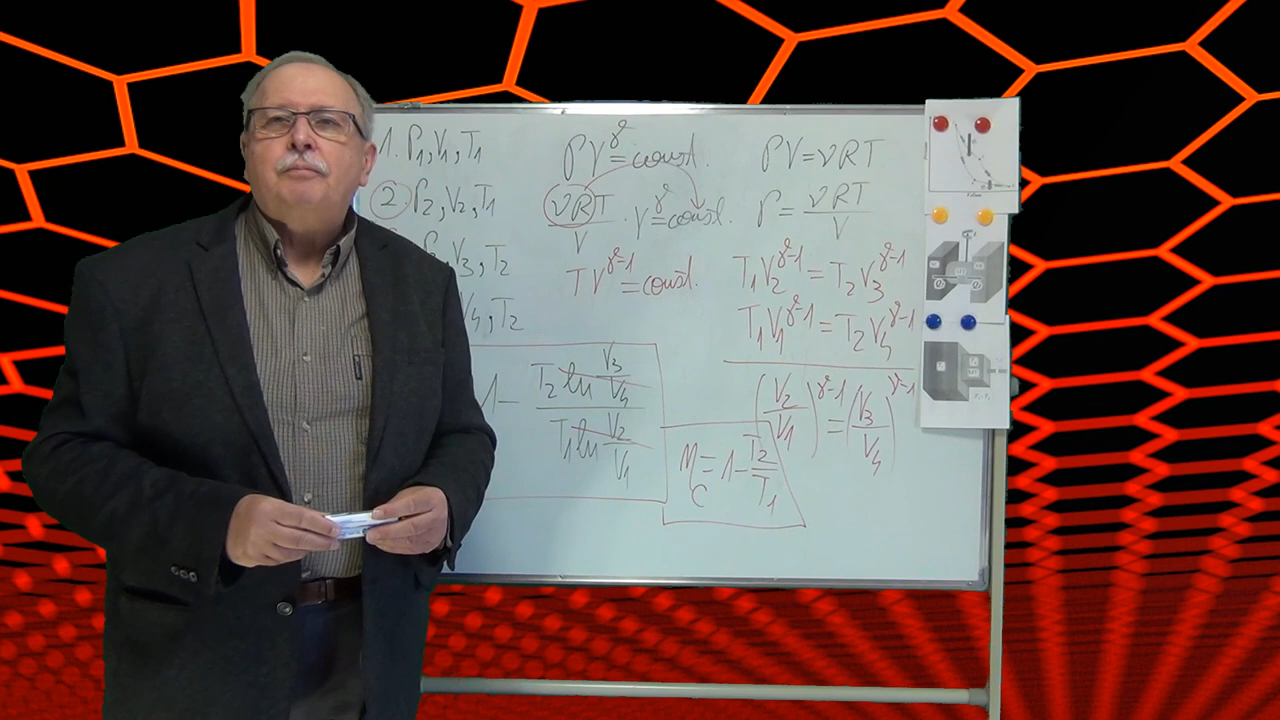 1. P₁, V₁, T₁
② P₂, V₂, T₁
V₃, T₂
V₄, T₂
PV^γ = const.
νRT/V · V^γ = const.
TV^(γ-1) = const.
PV = νRT
P = νRT/V
T₁V₂^(γ-1) = T₂V₃^(γ-1)
T₁V₁^(γ-1) = T₂V₄^(γ-1)
(V₂/V₁)^(γ-1) = (V₃/V₄)^(γ-1)
1 - (T₂ ln V₃/V₄)/(T₁ ln V₂/V₁)
η_C = 1 - T₂/T₁